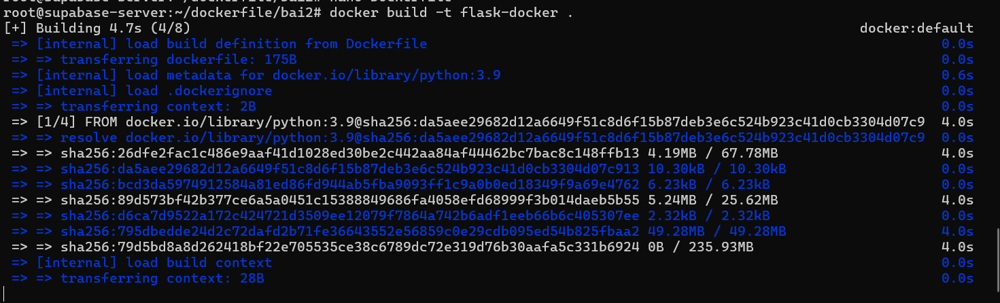 root@supabase-server:~/dockerfile/bai2# docker build -t flask-docker .
[+] Building 4.7s (4/8) docker:default
=> [internal] load build definition from Dockerfile 0.0s
=> => transferring dockerfile: 175B 0.0s
=> [internal] load metadata for docker.io/library/python:3.9 0.6s
=> [internal] load .dockerignore 0.0s
=> => transferring context: 2B 0.0s
=> [1/4] FROM docker.io/library/python:3.9@sha256:da5aee29682d12a6649f51c8d6f15b87deb3e6c524b923c41d0cb3304d07c9 4.0s
=> => resolve docker.io/library/python:3.9@sha256:da5aee29682d12a6649f51c8d6f15b87deb3e6c524b923c41d0cb3304d07c9 0.0s
=> => sha256:26dfe2fac1c486e9aaf41d1028ed30be2c442aa84af44462bc7bac8c148ffb13 4.19MB / 67.78MB 4.0s
=> => sha256:da5aee29682d12a6649f51c8d6f15b87deb3e6c524b923c41d0cb3304d07c913 10.30kB / 10.30kB 0.0s
=> => sha256:bcd3da5974912584a81ed86fd944ab5fba9093ff1c9a0b0ed18349f9a69e4762 6.23kB / 6.23kB 0.0s
=> => sha256:89d573bf42b377ce6a5a0451c15388849686fa4058efd68999f3b014daeb5b55 5.24MB / 25.62MB 4.0s
=> => sha256:d6ca7d9522a172c424721d3509ee12079f7864a742b6adf1eeb66b6c405307ee 2.32kB / 2.32kB 0.0s
=> => sha256:795dbedde24d2c72dafd2b71fe36643552e56859c0e29cdb095ed54b825fbaa2 49.28MB / 49.28MB 4.0s
=> => sha256:79d5bd8a8d262418bf22e705535ce38c6789dc72e319d76b30aafa5c331b6924 0B / 235.93MB 4.0s
=> [internal] load build context 0.0s
=> => transferring context: 28B 0.0s